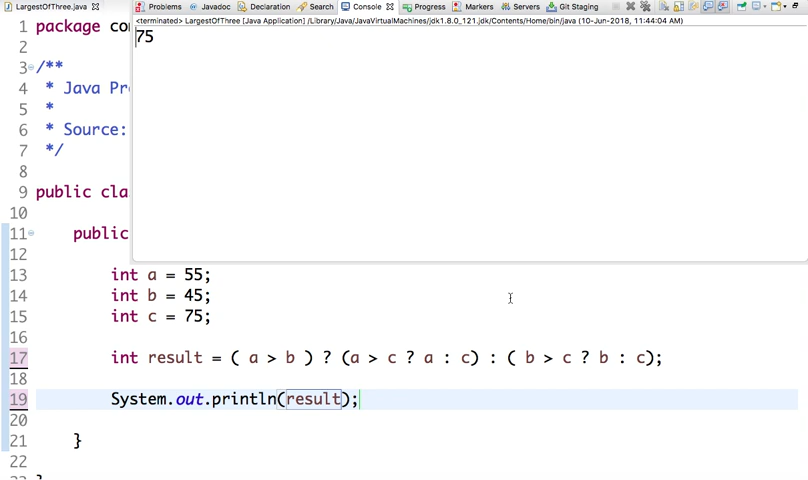 LargestOfThree.java
Problems Javadoc Declaration Search Console Progress Markers Servers Git Staging
<terminated> LargestOfThree [Java Application] /Library/Java/JavaVirtualMachines/jdk1.8.0_121.jdk/Contents/Home/bin/java (10-Jun-2018, 11:44:04 AM)
75
1 package co
2
3 /**
4 * Java Pr
5 *
6 * Source:
7 */
8
9 public cla
10
11 public
12
13 int a = 55;
14 int b = 45;
15 int c = 75;
16
17 int result = ( a > b ) ? (a > c ? a : c) : ( b > c ? b : c);
18
19 System.out.println(result);
20
21 }
22
23 }